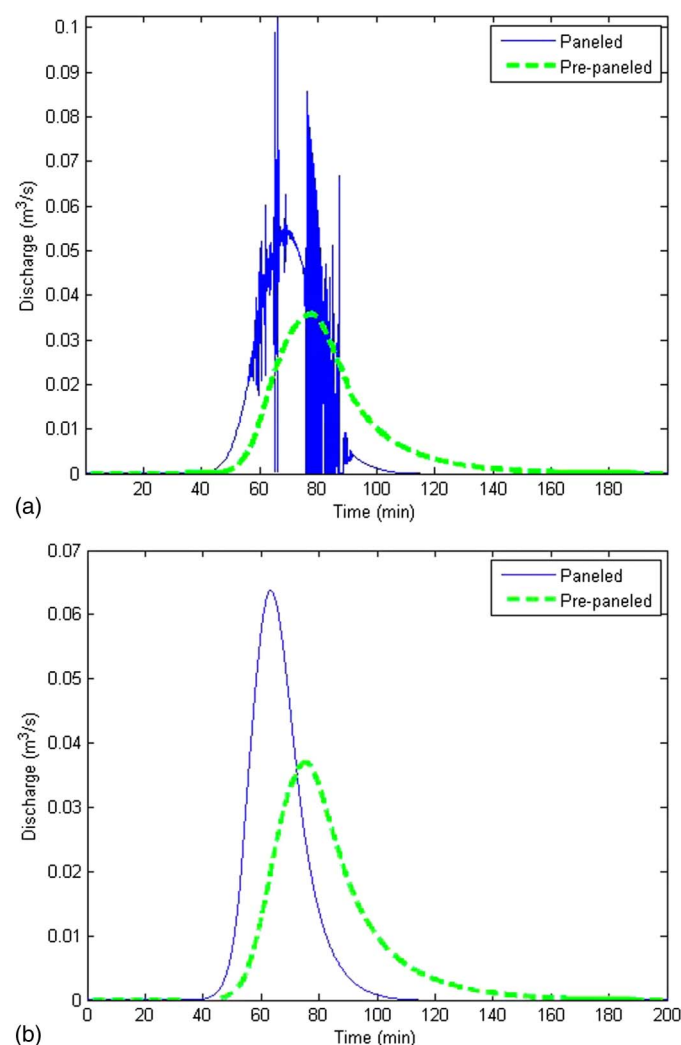 0.1
0.09
0.08
0.07
0.06
0.05
0.04
0.03
0.02
0.01
0
Discharge (m³/s)
Paneled
Pre-paneled
20 40 60 80 100 120 140 160 180
Time (min)
(a)
0.07
0.06
0.05
0.04
0.03
0.02
0.01
0
Discharge (m³/s)
Paneled
Pre-paneled
0 20 40 60 80 100 120 140 160 180 200
Time (min)
(b)